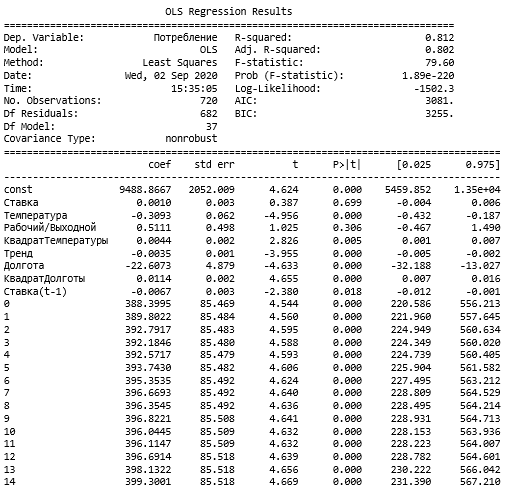 OLS Regression Results
==============================================================================
Dep. Variable: Потребление R-squared: 0.812
Model: OLS Adj. R-squared: 0.802
Method: Least Squares F-statistic: 79.60
Date: Wed, 02 Sep 2020 Prob (F-statistic): 1.89e-220
Time: 15:35:05 Log-Likelihood: -1502.3
No. Observations: 720 AIC: 3081.
Df Residuals: 682 BIC: 3255.
Df Model: 37
Covariance Type: nonrobust
==============================================================================
coef std err t P>|t| [0.025 0.975]
------------------------------------------------------------------------------
const 9488.8667 2052.009 4.624 0.000 5459.852 1.35e+04
Ставка 0.0010 0.003 0.387 0.699 -0.004 0.006
Температура -0.3093 0.062 -4.956 0.000 -0.432 -0.187
Рабочий/Выходной 0.5111 0.498 1.025 0.306 -0.467 1.490
КвадратТемпературы 0.0044 0.002 2.826 0.005 0.001 0.007
Тренд -0.0035 0.001 -3.955 0.000 -0.005 -0.002
Долгота -22.6073 4.879 -4.633 0.000 -32.188 -13.027
КвадратДолготы 0.0114 0.002 4.655 0.000 0.007 0.016
Ставка(t-1) -0.0067 0.003 -2.380 0.018 -0.012 -0.001
0 388.3995 85.469 4.544 0.000 220.586 556.213
1 389.8022 85.484 4.560 0.000 221.960 557.645
2 392.7917 85.483 4.595 0.000 224.949 560.634
3 392.1846 85.480 4.588 0.000 224.349 560.020
4 392.5717 85.479 4.593 0.000 224.739 560.405
5 393.7430 85.482 4.606 0.000 225.904 561.582
6 395.3535 85.492 4.624 0.000 227.495 563.212
7 396.6693 85.492 4.640 0.000 228.809 564.529
8 396.3545 85.492 4.636 0.000 228.495 564.214
9 396.8221 85.508 4.641 0.000 228.931 564.713
10 396.0445 85.509 4.632 0.000 228.153 563.936
11 396.1147 85.509 4.632 0.000 228.223 564.007
12 396.6914 85.518 4.639 0.000 228.782 564.601
13 398.1322 85.518 4.656 0.000 230.222 566.042
14 399.3001 85.518 4.669 0.000 231.390 567.210